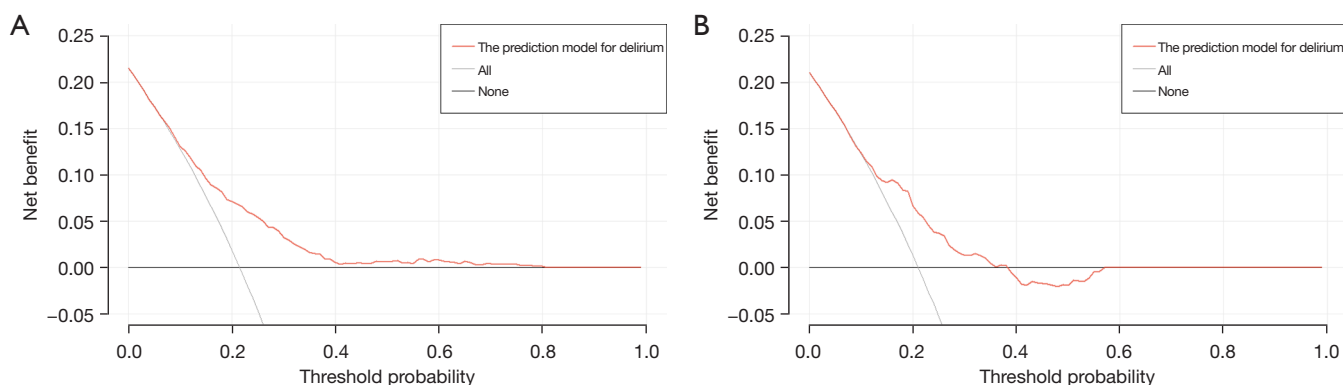 A
0.25
0.20
0.15
0.10
0.05
0.00
−0.05
Net benefit
0.0 0.2 0.4 0.6 0.8 1.0
Threshold probability
The prediction model for delirium
All
None
B
0.25
0.20
0.15
0.10
0.05
0.00
−0.05
Net benefit
0.0 0.2 0.4 0.6 0.8 1.0
Threshold probability
The prediction model for delirium
All
None